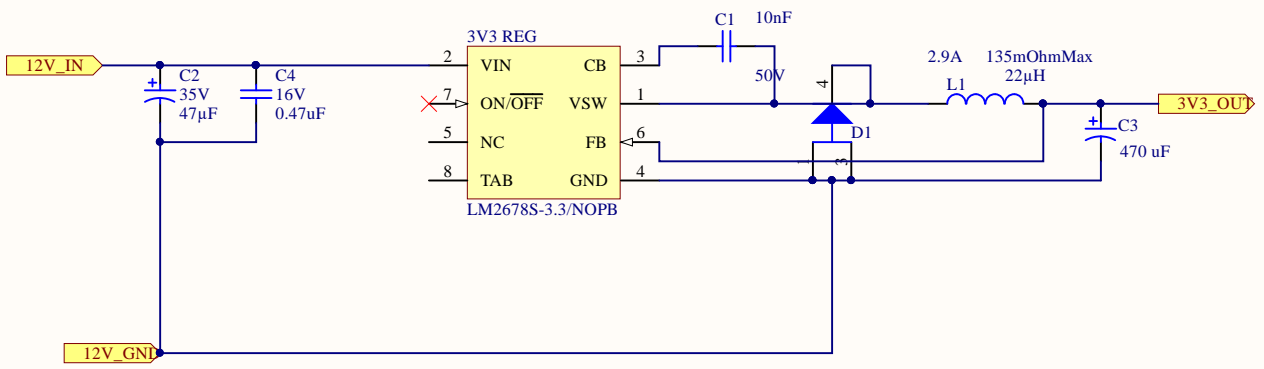 C1 10nF
3V3 REG
12V_IN 2 VIN CB 3
50V
4
2.9A 135mOhmMax
22µH
L1
C2
35V
47µF
C4
16V
0.47uF
7 ON/OFF VSW 1
3V3_OUT
C3
470 uF
5 NC FB 6
D1
1 3
8 TAB GND 4
LM2678S-3.3/NOPB
12V_GND